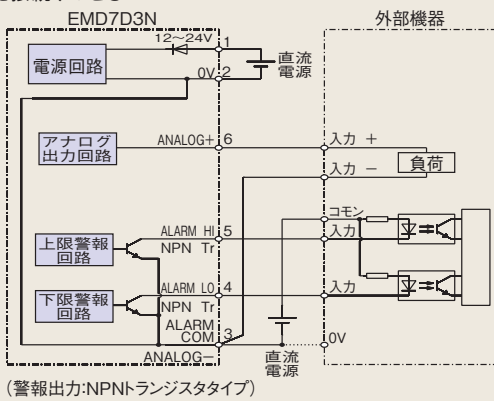 EMD7D3N
外部機器
12～24V
1
電源回路
直流
電源
0V
2
アナログ
出力回路
ANALOG+
6
入力 +
負荷
入力 −
コモン
上限警報
回路
ALARM HI
5
入力
NPN Tr
下限警報
回路
ALARM LO
4
入力
NPN Tr
ALARM
COM
3
0V
ANALOG−
直流
電源
(警報出力:NPNトランジスタタイプ)